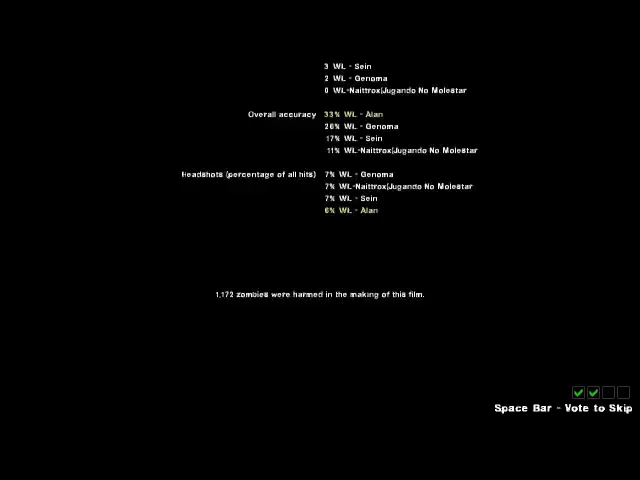 3 WL - Sein
2 WL - Genoma
0 WL-Naittrox|Jugando No Molestar
Overall accuracy 33% WL - Alan
26% WL - Genoma
17% WL - Sein
11% WL-Naittrox|Jugando No Molestar
Headshots (percentage of all hits) 7% WL - Genoma
7% WL-Naittrox|Jugando No Molestar
7% WL - Sein
6% WL - Alan
1,172 zombies were harmed in the making of this film.
Space Bar - Vote to Skip